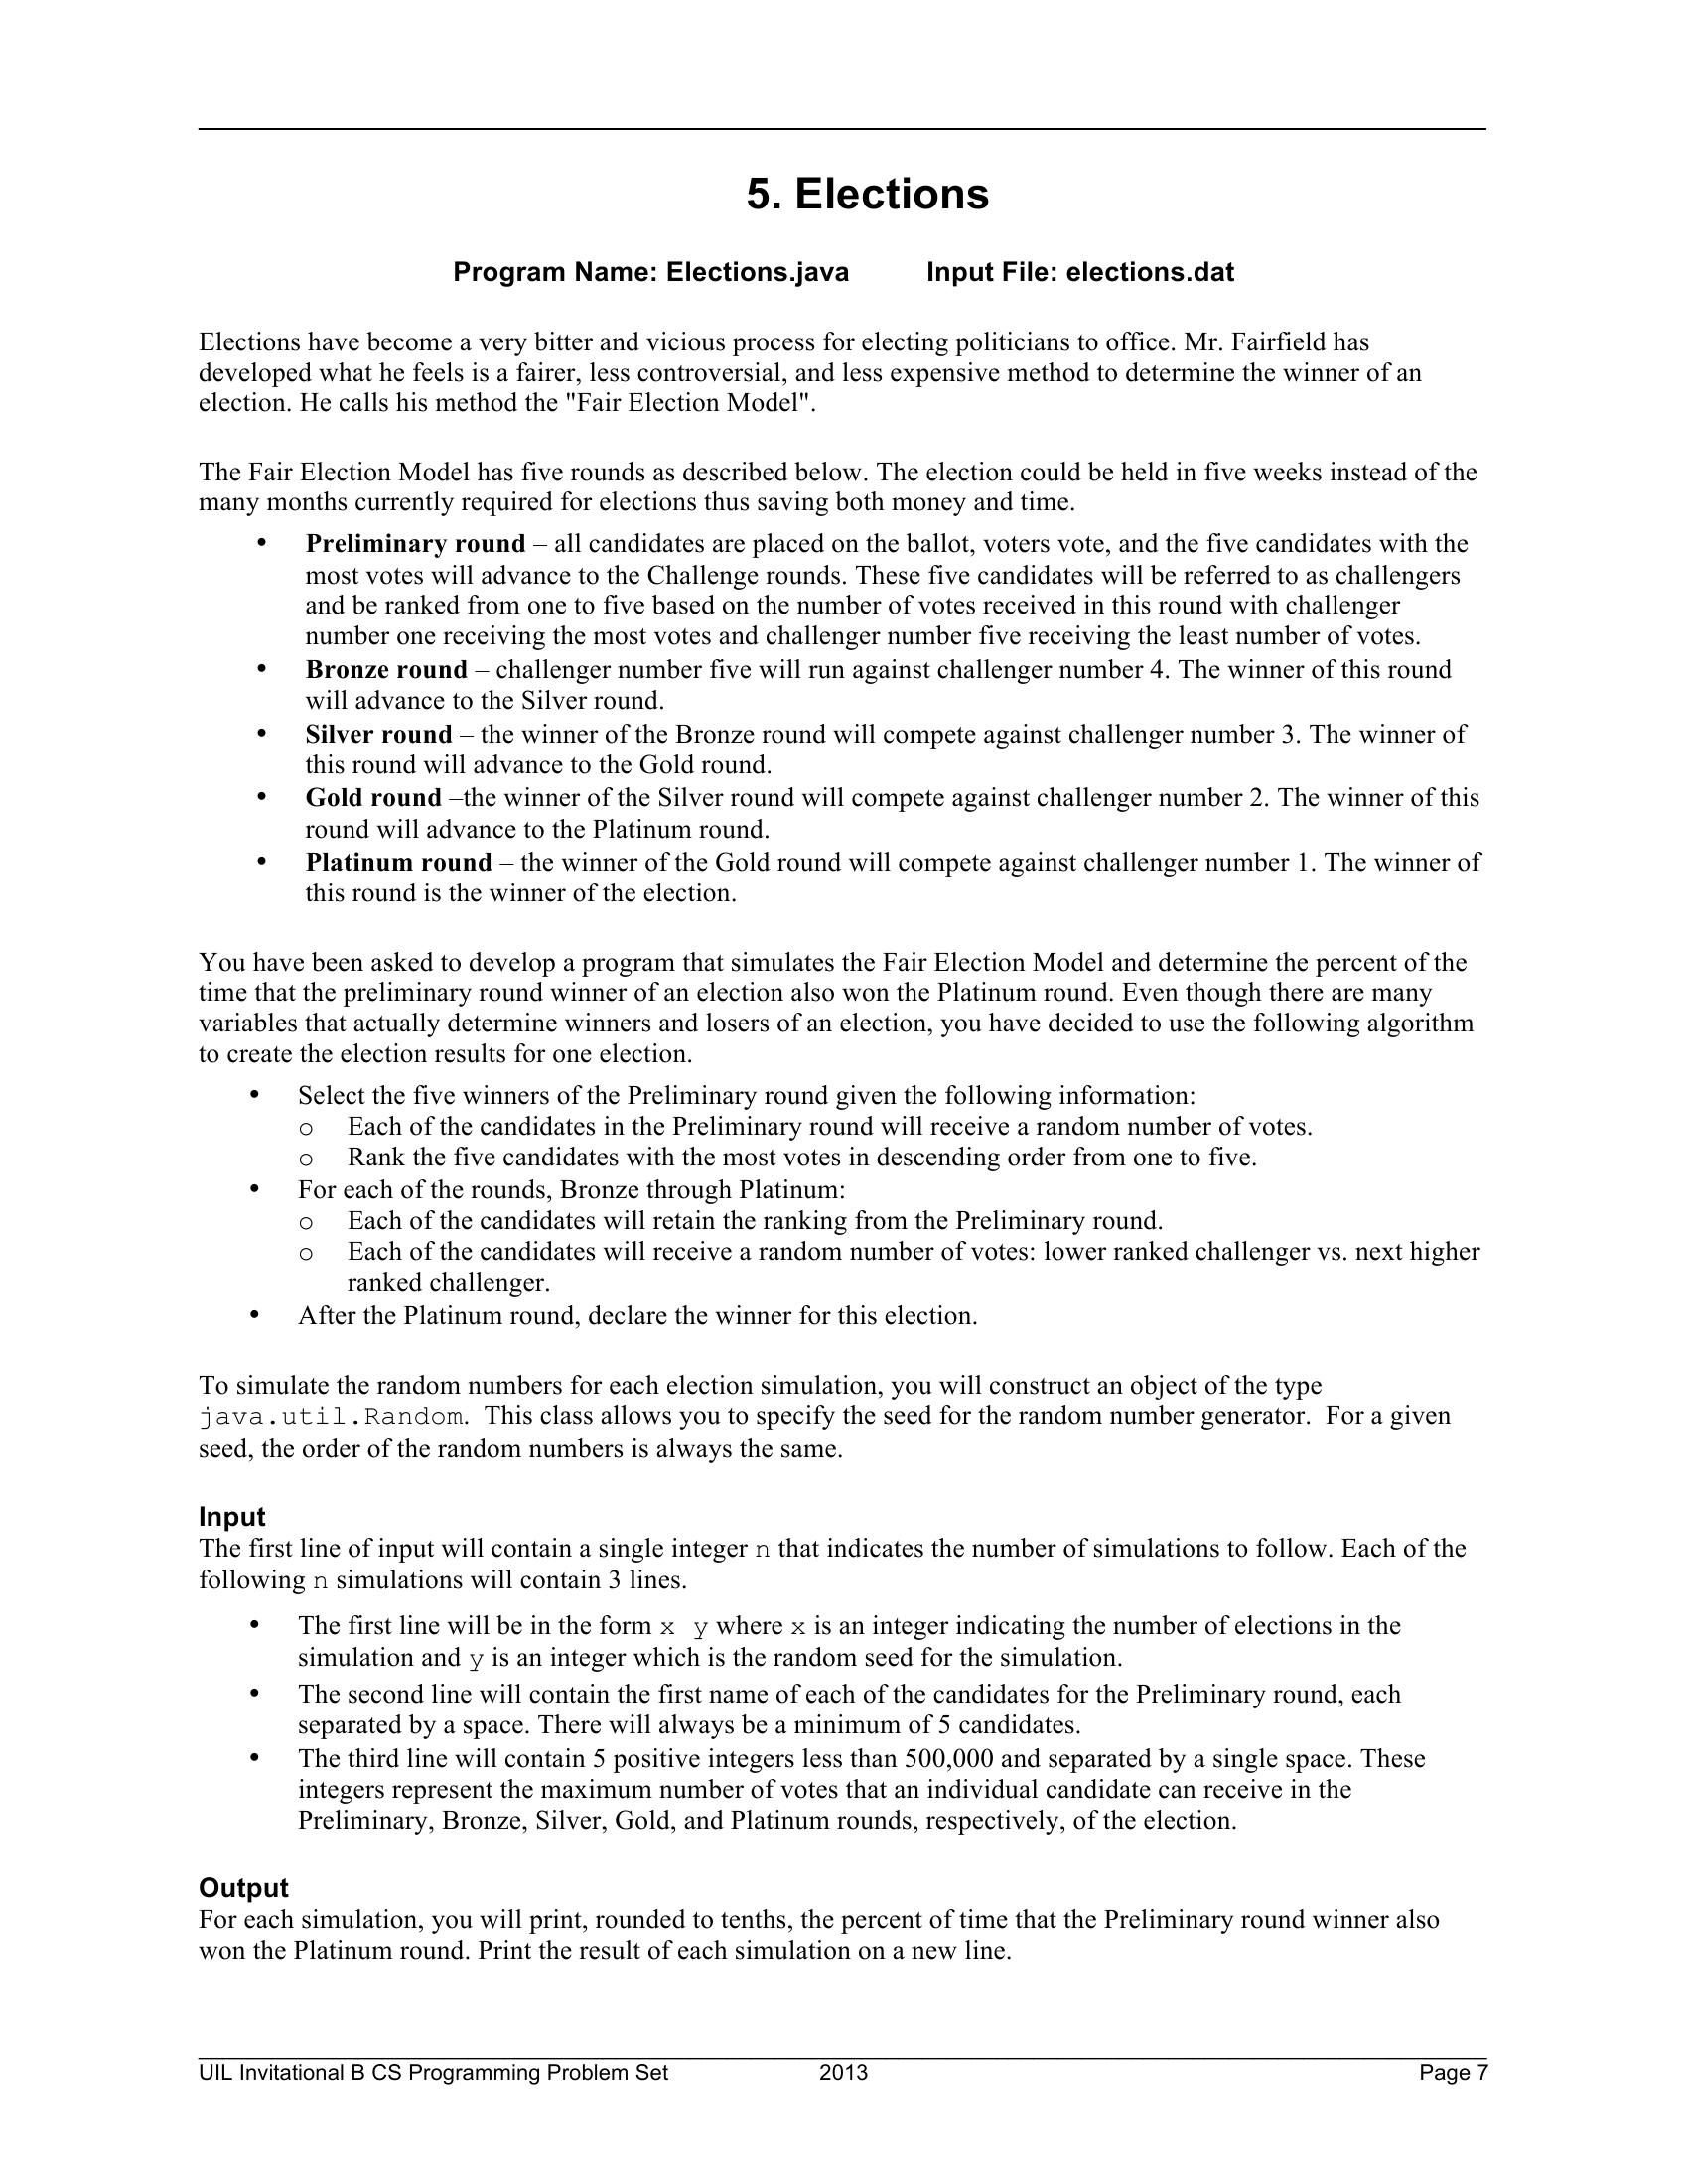 5. Elections
Program Name: Elections.java Input File: elections.dat
Elections have become a very bitter and vicious process for electing politicians to office. Mr. Fairfield has
developed what he feels is a fairer, less controversial, and less expensive method to determine the winner of an
election. He calls his method the "Fair Election Model".
The Fair Election Model has five rounds as described below. The election could be held in five weeks instead of the
many months currently required for elections thus saving both money and time.
• Preliminary round – all candidates are placed on the ballot, voters vote, and the five candidates with the
most votes will advance to the Challenge rounds. These five candidates will be referred to as challengers
and be ranked from one to five based on the number of votes received in this round with challenger
number one receiving the most votes and challenger number five receiving the least number of votes.
• Bronze round – challenger number five will run against challenger number 4. The winner of this round
will advance to the Silver round.
• Silver round – the winner of the Bronze round will compete against challenger number 3. The winner of
this round will advance to the Gold round.
• Gold round –the winner of the Silver round will compete against challenger number 2. The winner of this
round will advance to the Platinum round.
• Platinum round – the winner of the Gold round will compete against challenger number 1. The winner of
this round is the winner of the election.
You have been asked to develop a program that simulates the Fair Election Model and determine the percent of the
time that the preliminary round winner of an election also won the Platinum round. Even though there are many
variables that actually determine winners and losers of an election, you have decided to use the following algorithm
to create the election results for one election.
• Select the five winners of the Preliminary round given the following information:
o Each of the candidates in the Preliminary round will receive a random number of votes.
o Rank the five candidates with the most votes in descending order from one to five.
• For each of the rounds, Bronze through Platinum:
o Each of the candidates will retain the ranking from the Preliminary round.
o Each of the candidates will receive a random number of votes: lower ranked challenger vs. next higher
ranked challenger.
• After the Platinum round, declare the winner for this election.
To simulate the random numbers for each election simulation, you will construct an object of the type
java.util.Random. This class allows you to specify the seed for the random number generator. For a given
seed, the order of the random numbers is always the same.
Input
The first line of input will contain a single integer n that indicates the number of simulations to follow. Each of the
following n simulations will contain 3 lines.
• The first line will be in the form x y where x is an integer indicating the number of elections in the
simulation and y is an integer which is the random seed for the simulation.
• The second line will contain the first name of each of the candidates for the Preliminary round, each
separated by a space. There will always be a minimum of 5 candidates.
• The third line will contain 5 positive integers less than 500,000 and separated by a single space. These
integers represent the maximum number of votes that an individual candidate can receive in the
Preliminary, Bronze, Silver, Gold, and Platinum rounds, respectively, of the election.
Output
For each simulation, you will print, rounded to tenths, the percent of time that the Preliminary round winner also
won the Platinum round. Print the result of each simulation on a new line.
UIL Invitational B CS Programming Problem Set 2013 Page 7